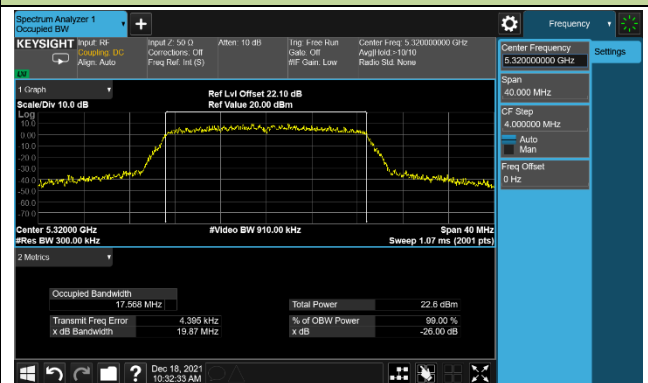 Spectrum Analyzer 1
Occupied BW
Frequency
KEYSIGHT
Input: RF
Coupling: DC
Align: Auto
Input Z: 50 Ω
Corrections: Off
Freq Ref: Int (S)
Atten: 10 dB
Trig: Free Run
Gate: Off
#IF Gain: Low
Center Freq: 5.320000000 GHz
Avg|Hold:>10/10
Radio Std: None
Center Frequency
5.320000000 GHz
Settings
Span
40.000 MHz
CF Step
4.000000 MHz
Auto
Man
Freq Offset
0 Hz
1 Graph
Scale/Div 10.0 dB
Ref Lvl Offset 22.10 dB
Ref Value 20.00 dBm
Log
10.0
0.00
-10.0
-20.0
-30.0
-40.0
-50.0
-60.0
-70.0
Center 5.32000 GHz
#Video BW 910.00 kHz
Span 40 MHz
#Res BW 300.00 kHz
Sweep 1.07 ms (2001 pts)
2 Metrics
Occupied Bandwidth
17.568 MHz
Total Power
22.6 dBm
Transmit Freq Error
4.395 kHz
% of OBW Power
99.00 %
x dB Bandwidth
19.87 MHz
x dB
-26.00 dB
Dec 18, 2021
10:32:33 AM